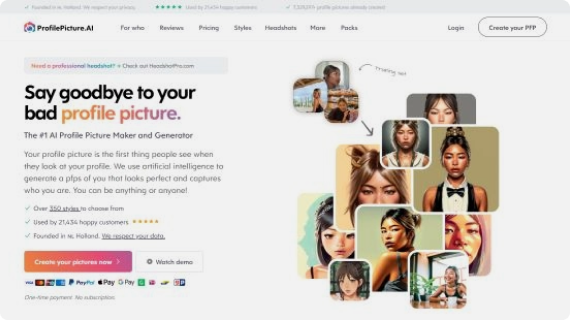 Founded in NL Holland. We respect your privacy.
★★★★★ Used by 21,434 happy customers
profile pictures already created!
ProfilePicture.AI
For who
Reviews
Pricing
Styles
Headshots
More
Packs
Login
Create your PFP
Need a professional headshot? → Check out HeadshotPro.com
Say goodbye to your
bad profile picture.
The #1 AI Profile Picture Maker and Generator
Your profile picture is the first thing people see when
they look at your profile. We use artificial intelligence to
generate a pfps of you that looks perfect and captures
who you are. You can be anything or anyone!
✓ Over 350 styles to choose from
✓ Used by 21,434 happy customers ★★★★★
✓ Founded in NL Holland. We respect your data.
Create your pictures now
Watch demo
VISA
PayPal
Pay
G Pay
One-time payment. No subscription.
Training set